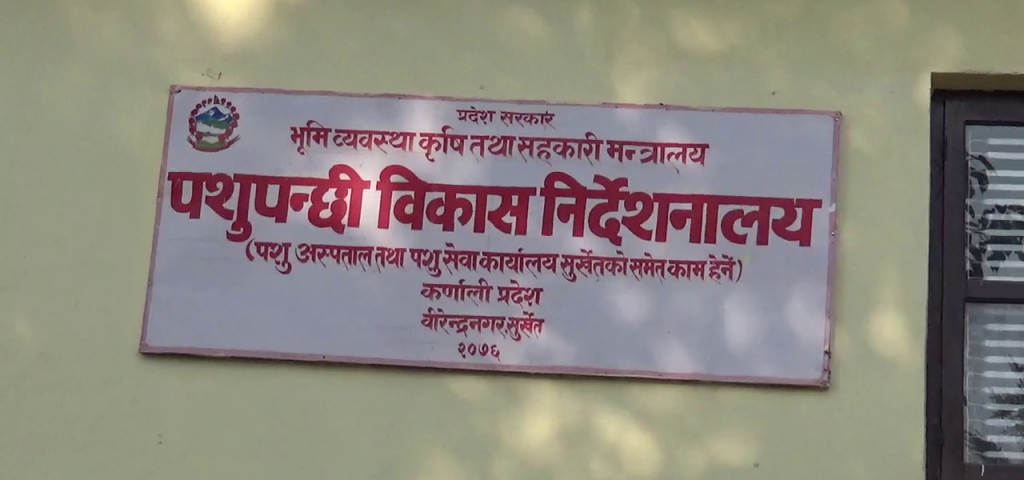 प्रदेश सरकार
भूमि व्यवस्था कृषि तथा सहकारी मन्त्रालय
पशुपन्छी विकास निर्देशनालय
(पशु अस्पताल तथा पशु सेवा कार्यालय सुर्खेतको समेत काम हेर्ने)
कर्णाली प्रदेश
वीरेन्द्रनगर, सुर्खेत
२०७६